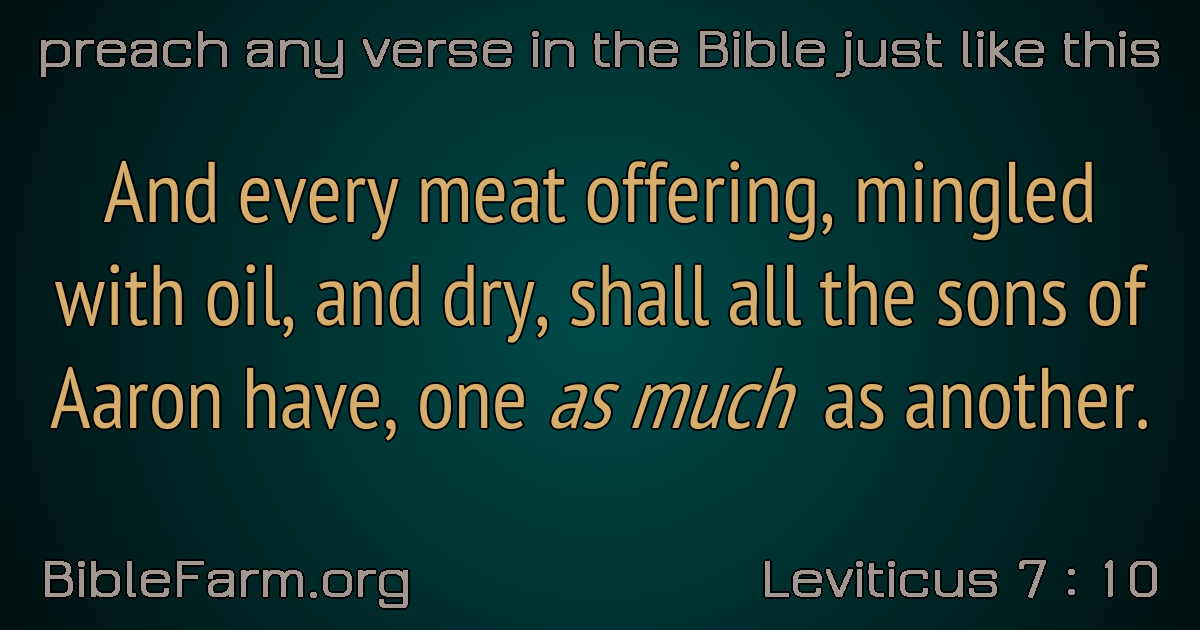 preach any verse in the Bible just like this
And every meat offering, mingled
with oil, and dry, shall all the sons of
Aaron have, one as much as another.
BibleFarm.org
Leviticus 7 : 10